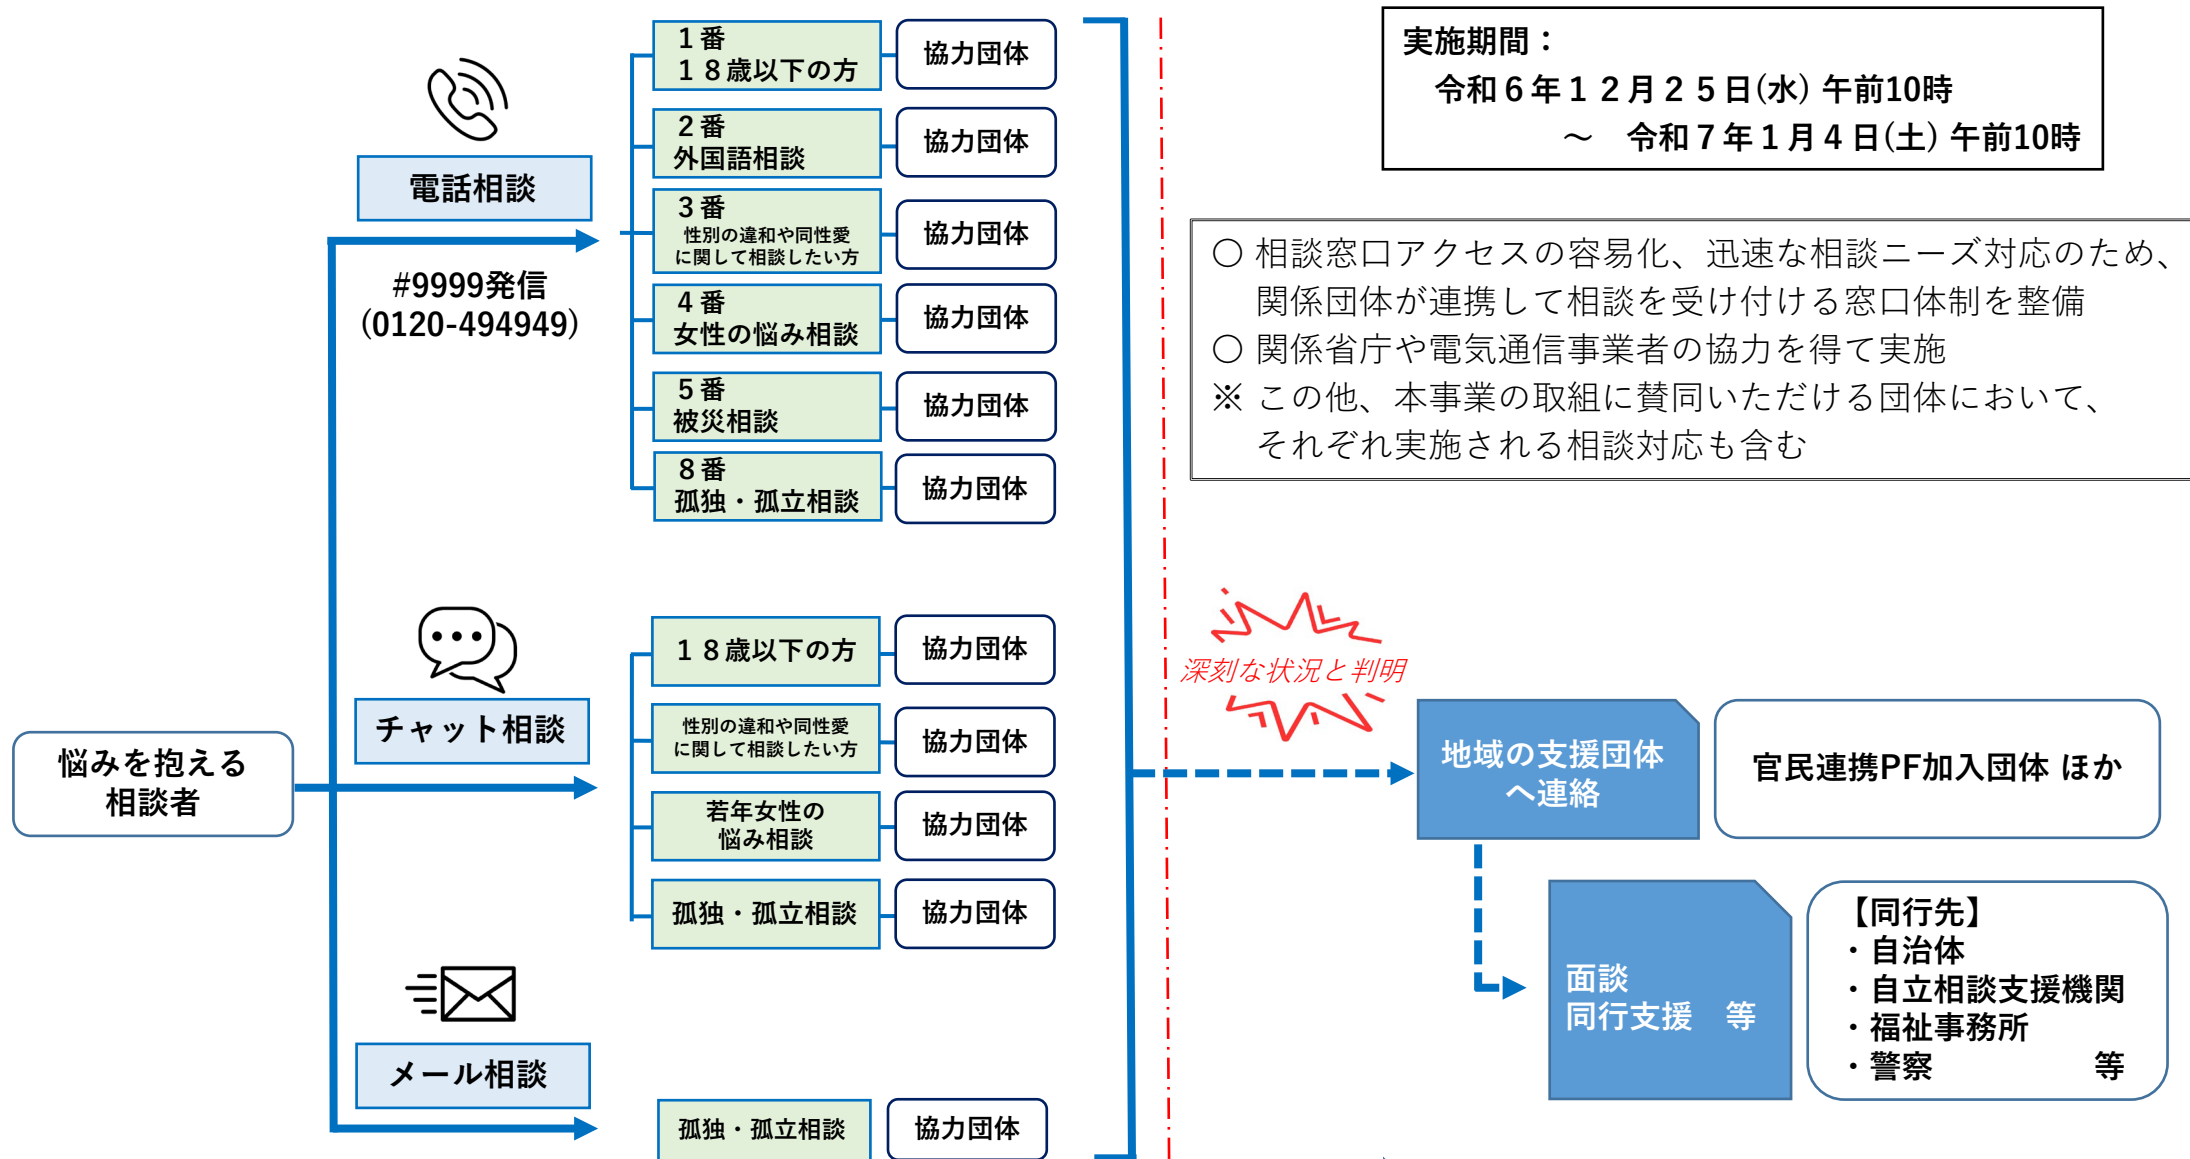 実施期間：
令和６年１２月２５日(水) 午前10時
～　令和７年１月４日(土) 午前10時
○ 相談窓口アクセスの容易化、迅速な相談ニーズ対応のため、
関係団体が連携して相談を受け付ける窓口体制を整備
○ 関係省庁や電気通信事業者の協力を得て実施
※ この他、本事業の取組に賛同いただける団体において、
それぞれ実施される相談対応も含む
悩みを抱える
相談者
電話相談
#9999発信
(0120-494949)
１番
１８歳以下の方
協力団体
２番
外国語相談
協力団体
３番
性別の違和や同性愛
に関して相談したい方
協力団体
４番
女性の悩み相談
協力団体
５番
被災相談
協力団体
８番
孤独・孤立相談
協力団体
チャット相談
１８歳以下の方
協力団体
性別の違和や同性愛
に関して相談したい方
協力団体
若年女性の
悩み相談
協力団体
孤独・孤立相談
協力団体
メール相談
孤独・孤立相談
協力団体
深刻な状況と判明
地域の支援団体
へ連絡
官民連携PF加入団体 ほか
面談
同行支援　等
【同行先】
・自治体
・自立相談支援機関
・福祉事務所
・警察　　　　等